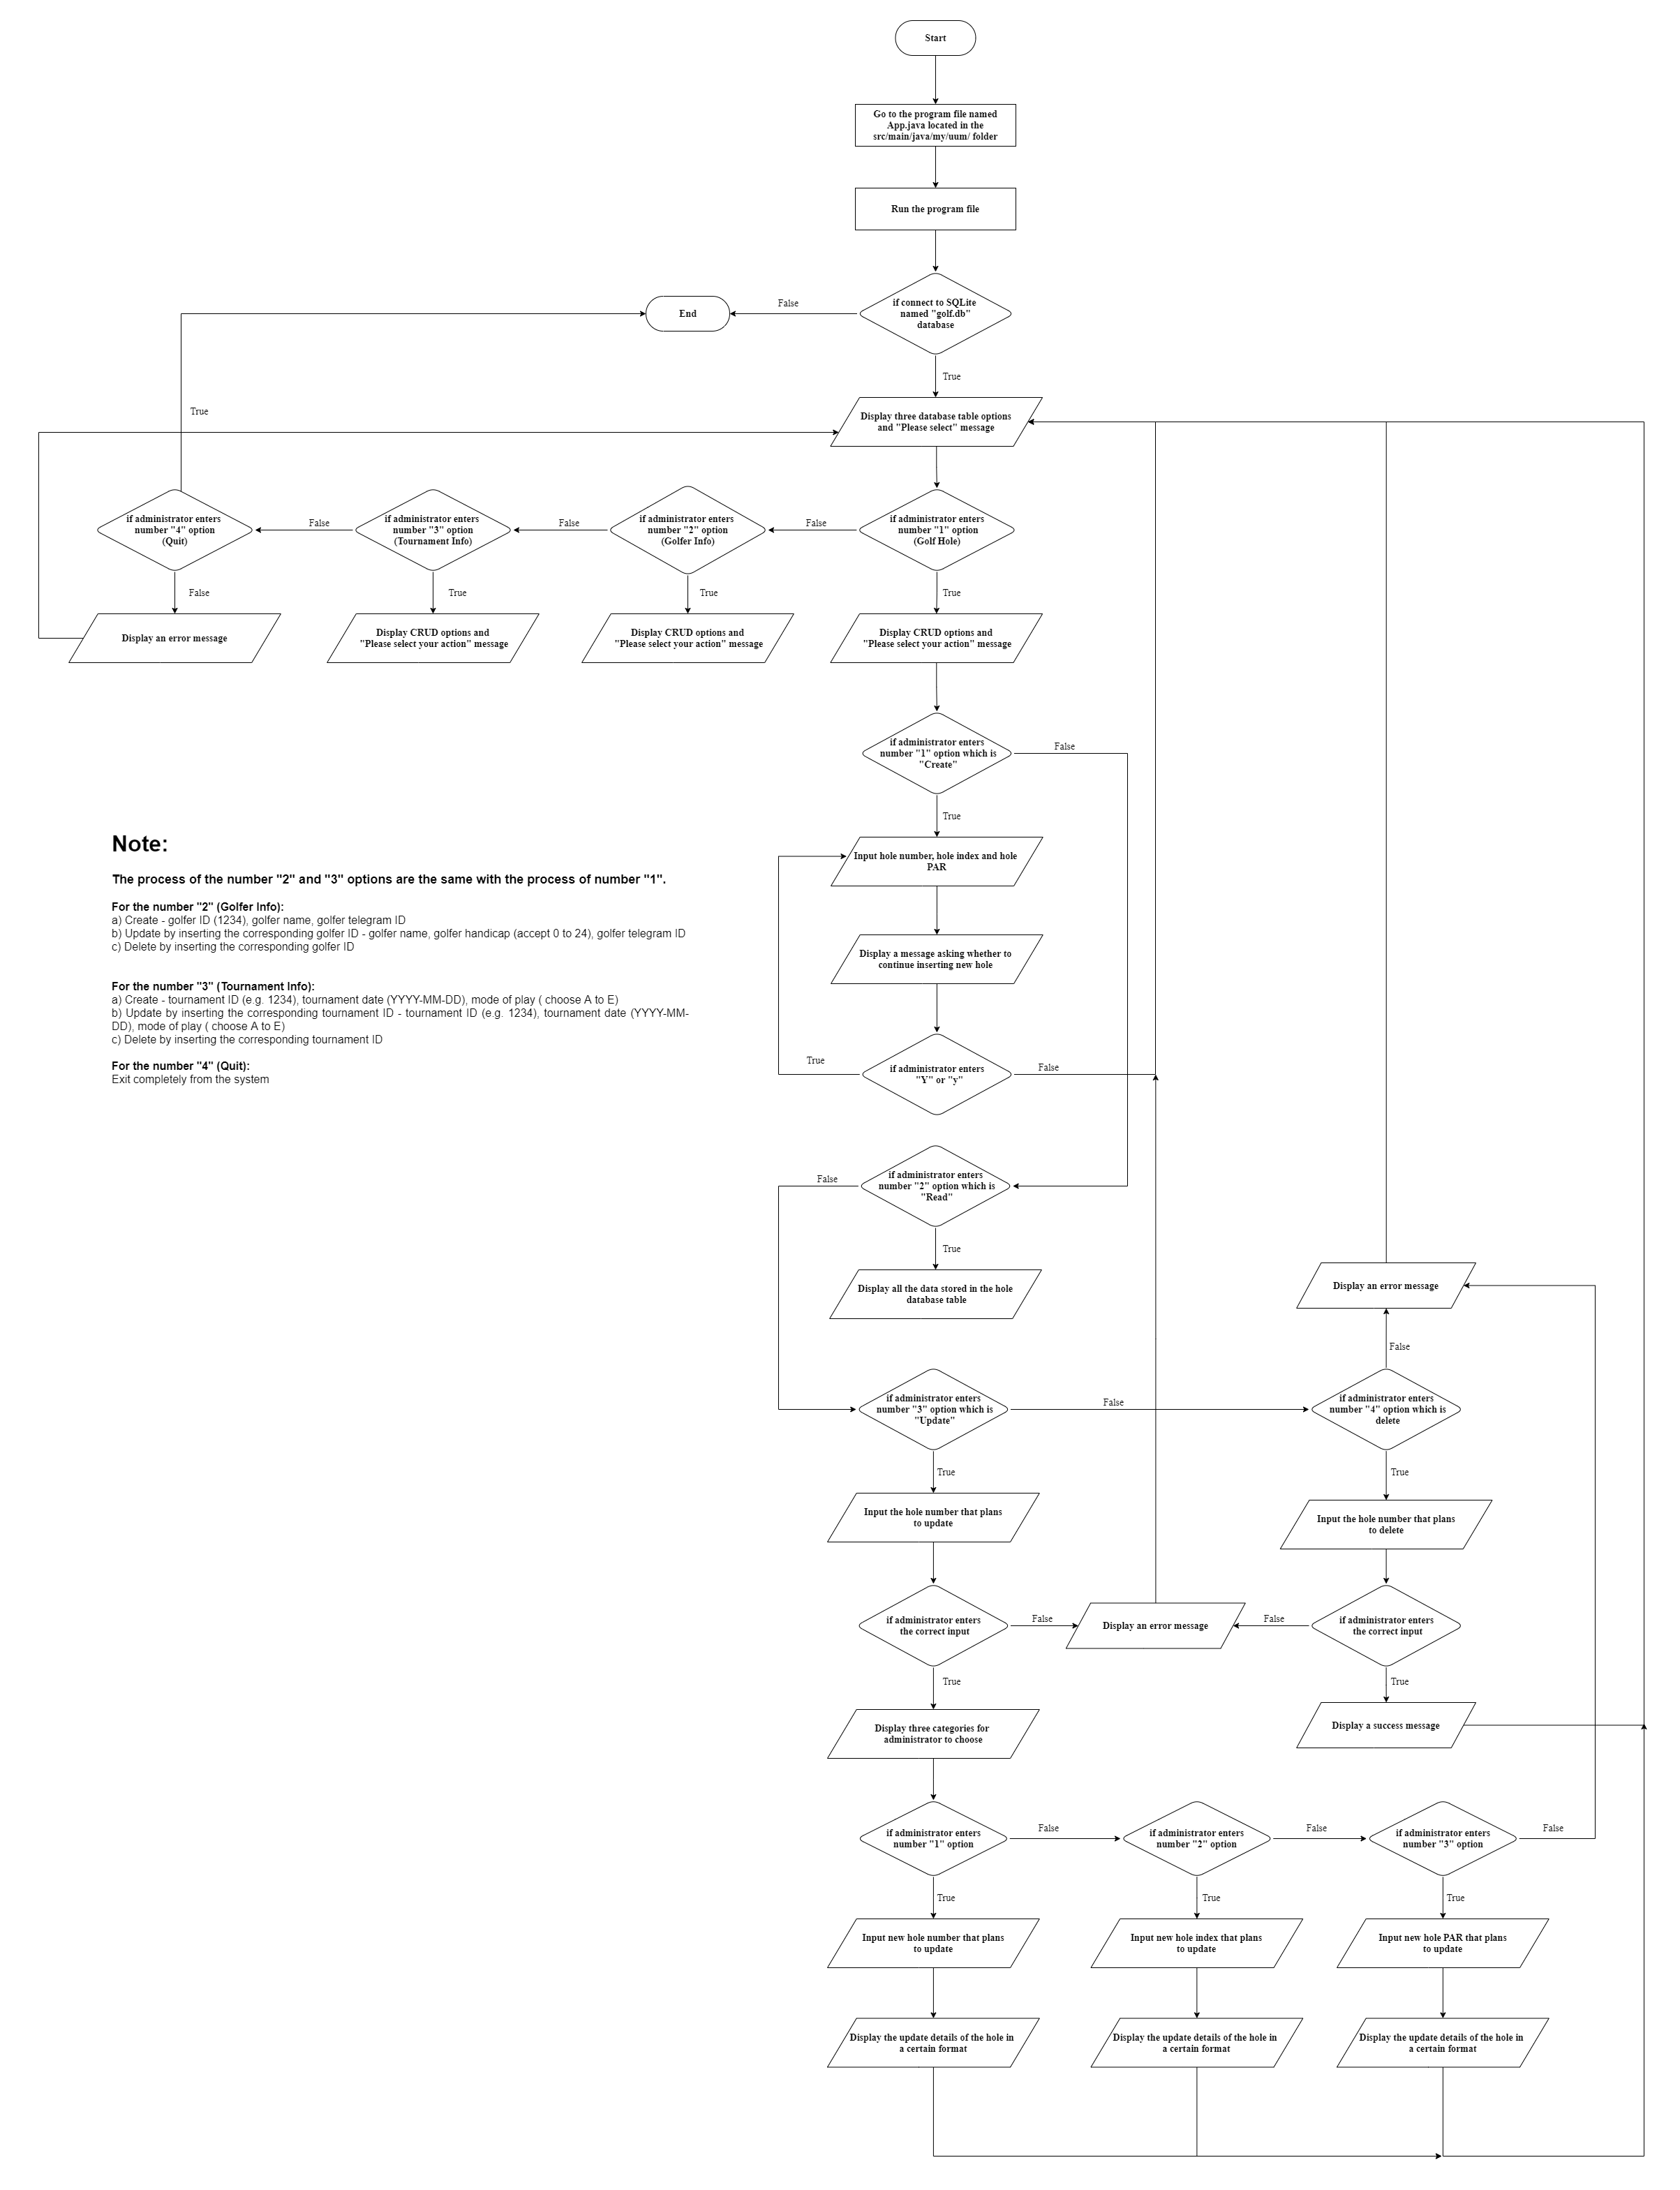 Start
Go to the program file named
App.java located in the
src/main/java/my/uum/ folder
Run the program file
if connect to SQLite
named "golf.db"
database
False
End
True
Display three database table options
and "Please select" message
True
if administrator enters
number "4" option
(Quit)
False
if administrator enters
number "3" option
(Tournament Info)
False
if administrator enters
number "2" option
(Golfer Info)
False
if administrator enters
number "1" option
(Golf Hole)
False
True
True
True
Display an error message
Display CRUD options and
"Please select your action" message
Display CRUD options and
"Please select your action" message
Display CRUD options and
"Please select your action" message
if administrator enters
number "1" option which is
"Create"
False
True
Note:
The process of the number "2" and "3" options are the same with the process of number "1".
For the number "2" (Golfer Info):
a) Create - golfer ID (1234), golfer name, golfer telegram ID
b) Update by inserting the corresponding golfer ID - golfer name, golfer handicap (accept 0 to 24), golfer telegram ID
c) Delete by inserting the corresponding golfer ID
For the number "3" (Tournament Info):
a) Create - tournament ID (e.g. 1234), tournament date (YYYY-MM-DD), mode of play ( choose A to E)
b) Update by inserting the corresponding tournament ID - tournament ID (e.g. 1234), tournament date (YYYY-MM-
DD), mode of play ( choose A to E)
c) Delete by inserting the corresponding tournament ID
For the number "4" (Quit):
Exit completely from the system
Input hole number, hole index and hole
PAR
Display a message asking whether to
continue inserting new hole
True
if administrator enters
"Y" or "y"
False
False
if administrator enters
number "2" option which is
"Read"
True
Display all the data stored in the hole
database table
Display an error message
False
if administrator enters
number "3" option which is
"Update"
False
if administrator enters
number "4" option which is
delete
True
True
Input the hole number that plans
to update
Input the hole number that plans
to delete
if administrator enters
the correct input
False
Display an error message
False
if administrator enters
the correct input
True
True
Display three categories for
administrator to choose
Display a success message
if administrator enters
number "1" option
False
if administrator enters
number "2" option
False
if administrator enters
number "3" option
False
True
True
True
Input new hole number that plans
to update
Input new hole index that plans
to update
Input new hole PAR that plans
to update
Display the update details of the hole in
a certain format
Display the update details of the hole in
a certain format
Display the update details of the hole in
a certain format